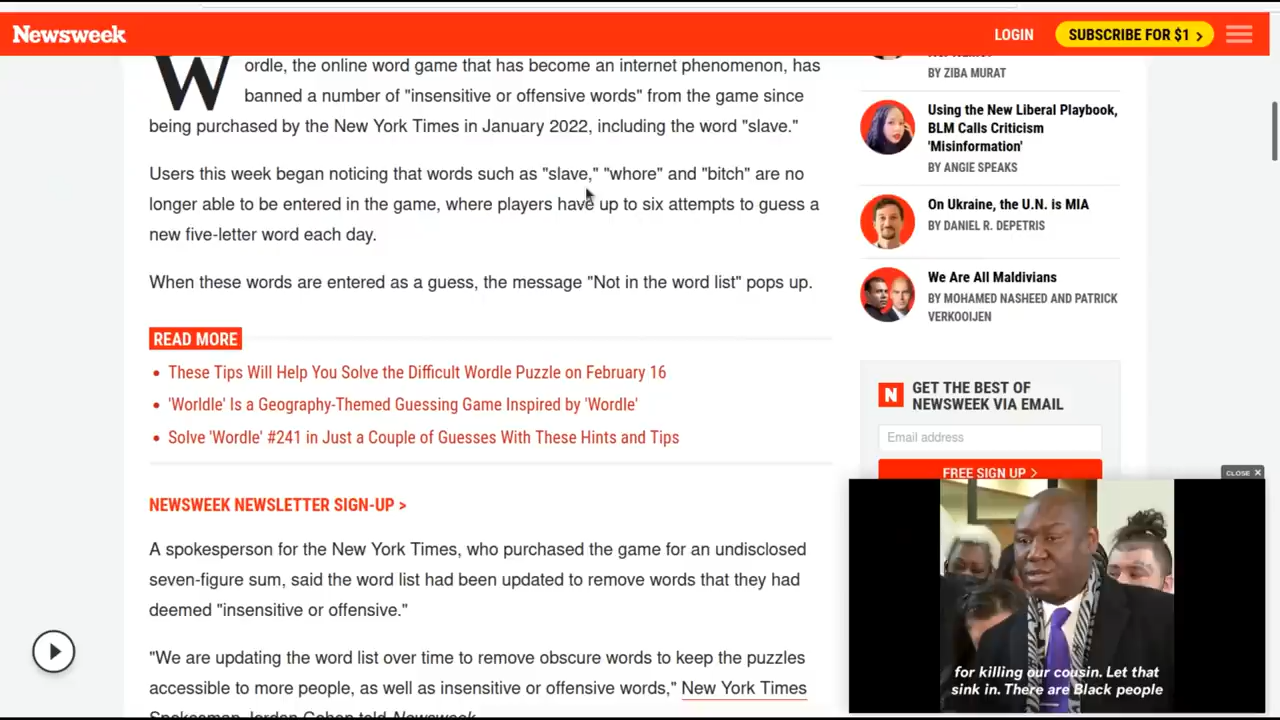 Newsweek
LOGIN
SUBSCRIBE FOR $1 >
Wordle, the online word game that has become an internet phenomenon, has
banned a number of "insensitive or offensive words" from the game since
being purchased by the New York Times in January 2022, including the word "slave."
Users this week began noticing that words such as "slave," "whore" and "bitch" are no
longer able to be entered in the game, where players have up to six attempts to guess a
new five-letter word each day.
When these words are entered as a guess, the message "Not in the word list" pops up.
READ MORE
• These Tips Will Help You Solve the Difficult Wordle Puzzle on February 16
• 'Worldle' Is a Geography-Themed Guessing Game Inspired by 'Wordle'
• Solve 'Wordle' #241 in Just a Couple of Guesses With These Hints and Tips
NEWSWEEK NEWSLETTER SIGN-UP >
A spokesperson for the New York Times, who purchased the game for an undisclosed
seven-figure sum, said the word list had been updated to remove words that they had
deemed "insensitive or offensive."
"We are updating the word list over time to remove obscure words to keep the puzzles
accessible to more people, as well as insensitive or offensive words," New York Times
Spokesman Jordan Cohen told Newsweek.
BY ZIBA MURAT
Using the New Liberal Playbook,
BLM Calls Criticism
'Misinformation'
BY ANGIE SPEAKS
On Ukraine, the U.N. is MIA
BY DANIEL R. DEPETRIS
We Are All Maldivians
BY MOHAMED NASHEED AND PATRICK
VERKOOIJEN
N
GET THE BEST OF
NEWSWEEK VIA EMAIL
Email address
FREE SIGN UP >
CLOSE X
for killing our cousin. Let that
sink in. There are Black people